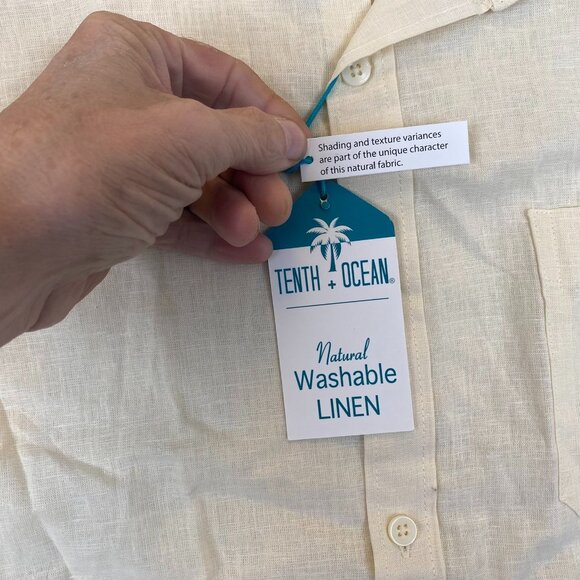 Shading and texture variances
are part of the unique character
of this natural fabric.
TENTH + OCEAN®
Natural
Washable
LINEN